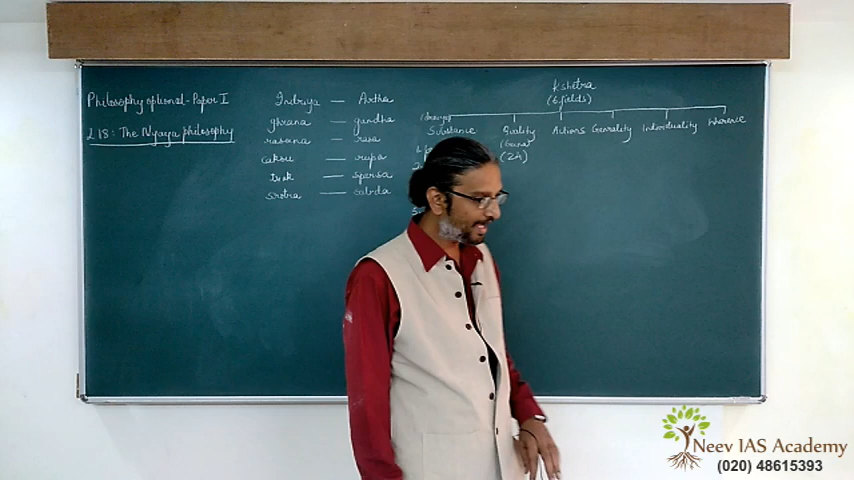 Philosophy optional - Paper I
L 18 : The Nyaya philosophy
Indriya — Artha
ghrana — gandha
rasana — rasa
caksu — rupa
tvak — sparsa
srotra — sabda
Kshetra
(6 fields)
Substance
Quality
(Guna)
(24)
Actions
Generality
Individuality
Inherence
Neev IAS Academy
(020) 48615393